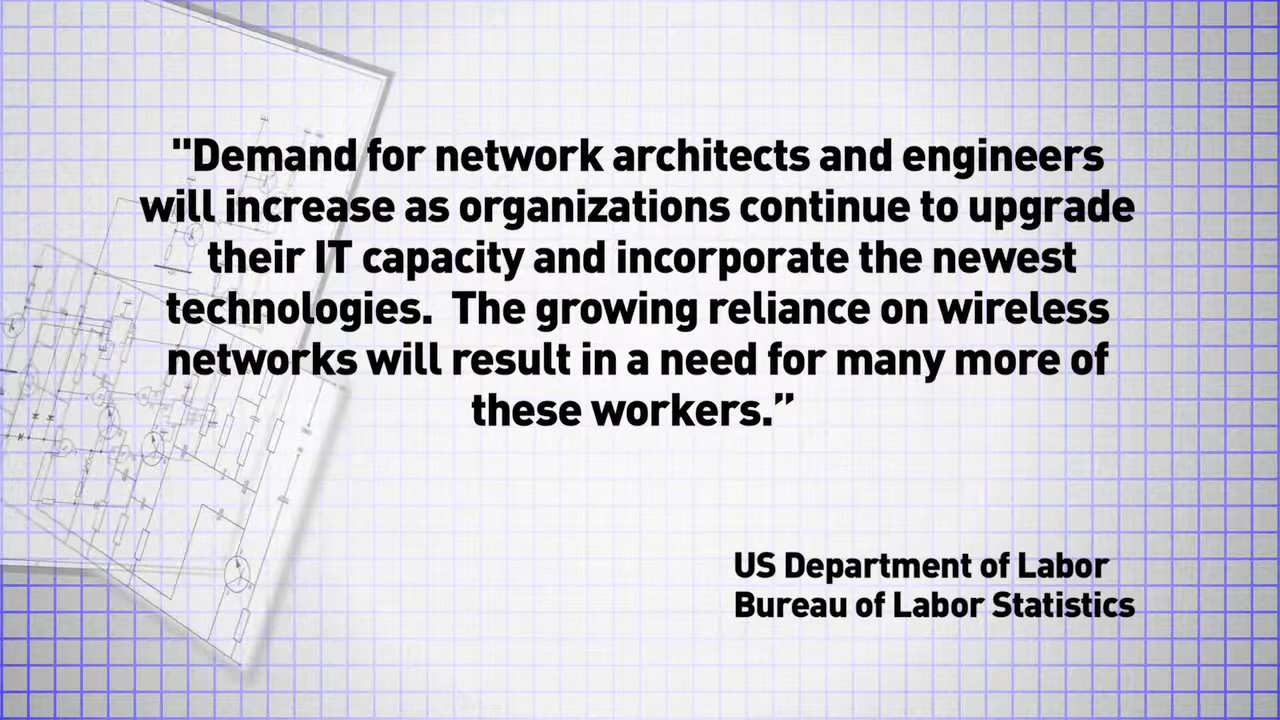 "Demand for network architects and engineers
will increase as organizations continue to upgrade
their IT capacity and incorporate the newest
technologies.  The growing reliance on wireless
networks will result in a need for many more of
these workers.”
US Department of Labor
Bureau of Labor Statistics